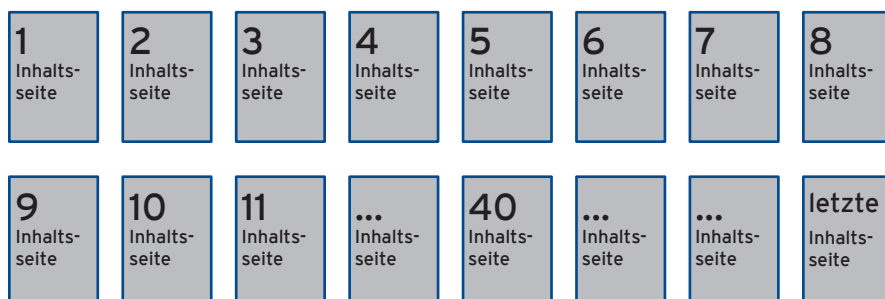 1 2 3 4 5 6 7 8
Inhalts- Inhalts- Inhalts- Inhalts- Inhalts- Inhalts- Inhalts- Inhalts-
seite seite seite seite seite seite seite seite
9 10 11 ... 40 ... ... letzte
Inhalts- Inhalts- Inhalts- Inhalts- Inhalts- Inhalts- Inhalts- Inhalts-
seite seite seite seite seite seite seite seite